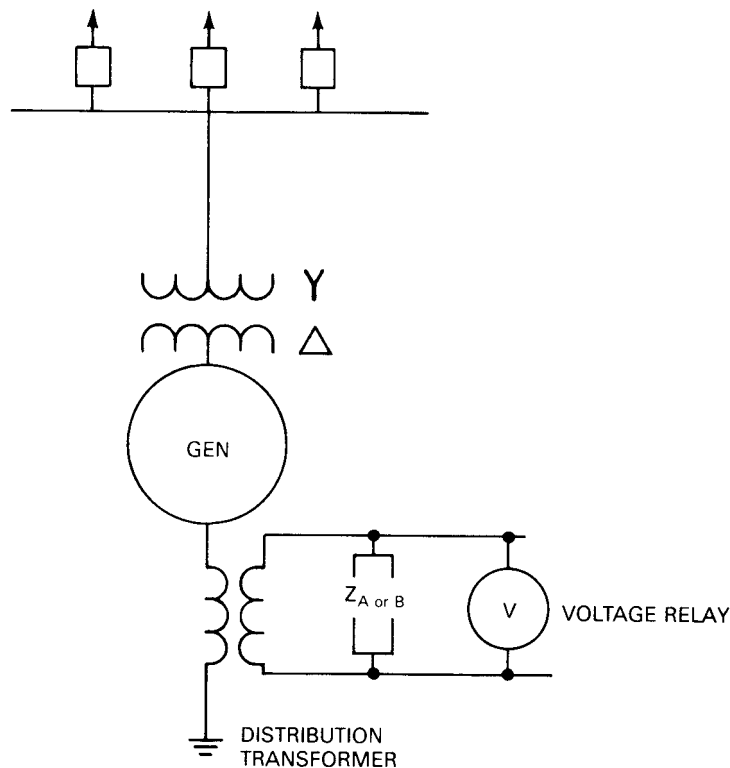 Y
Δ
GEN
Z_A or B
V
VOLTAGE RELAY
DISTRIBUTION
TRANSFORMER